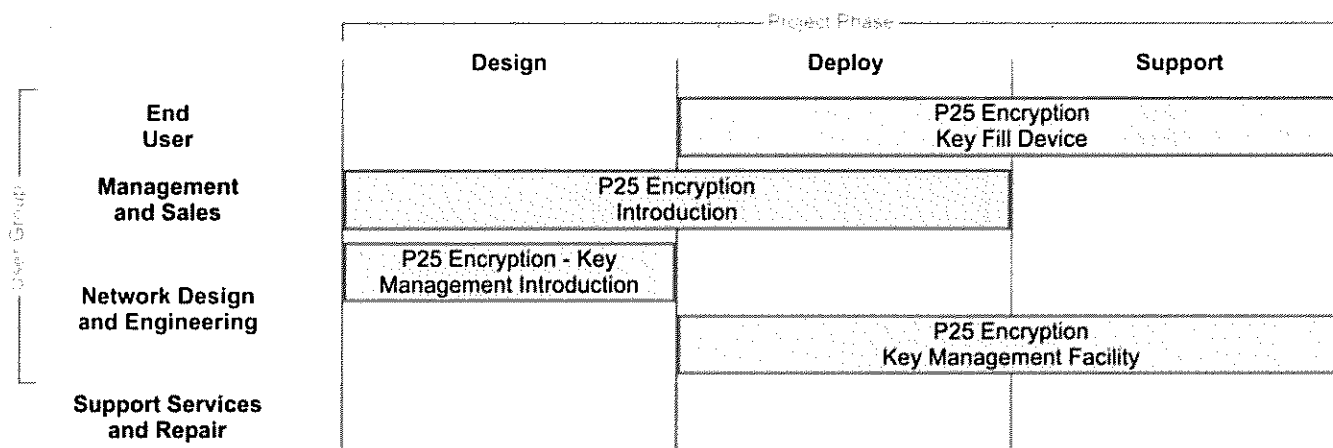 Project Phase
Design Deploy Support
End
User
P25 Encryption
Key Fill Device
Management
and Sales
P25 Encryption
Introduction
User Group
P25 Encryption - Key
Management Introduction
Network Design
and Engineering
P25 Encryption
Key Management Facility
Support Services
and Repair